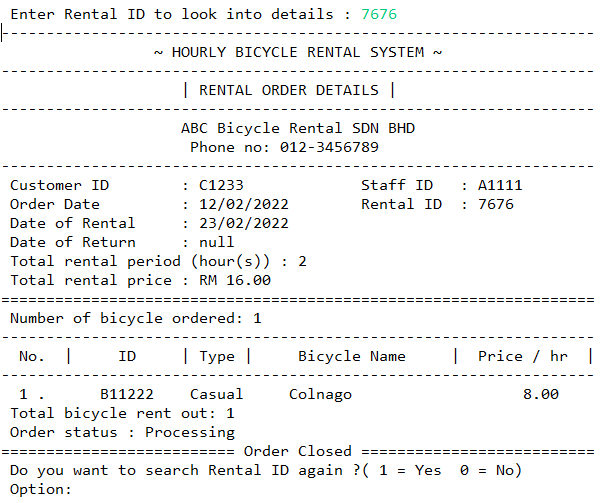 Enter Rental ID to look into details : 7676
------------------------------------------------------------------
~ HOURLY BICYCLE RENTAL SYSTEM ~
------------------------------------------------------------------
| RENTAL ORDER DETAILS |
------------------------------------------------------------------
ABC Bicycle Rental SDN BHD
Phone no: 012-3456789
------------------------------------------------------------------
Customer ID        : C1233             Staff ID   : A1111
Order Date         : 12/02/2022        Rental ID  : 7676
Date of Rental     : 23/02/2022
Date of Return     : null
Total rental period (hour(s)) : 2
Total rental price : RM 16.00
==================================================================
Number of bicycle ordered: 1
------------------------------------------------------------------
No.  |     ID     | Type |     Bicycle Name     |  Price / hr  |
------------------------------------------------------------------
1 .      B11222    Casual     Colnago                   8.00
Total bicycle rent out: 1
Order status : Processing
========================== Order Closed ==========================
Do you want to search Rental ID again ?( 1 = Yes  0 = No)
Option: